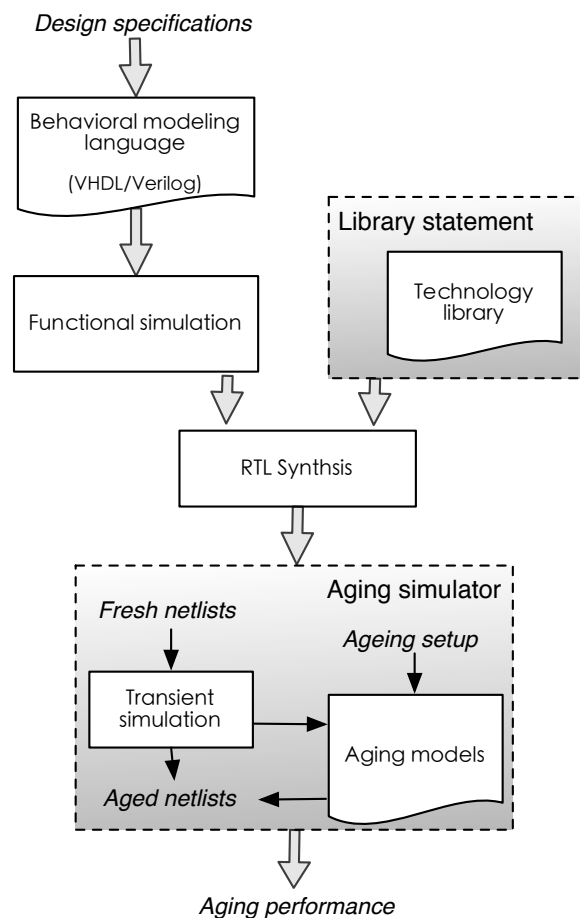 Design specifications
Behavioral modeling
language
(VHDL/Verilog)
Library statement
Technology
library
Functional simulation
RTL Synthsis
Aging simulator
Fresh netlists
Ageing setup
Transient
simulation
Aging models
Aged netlists
Aging performance